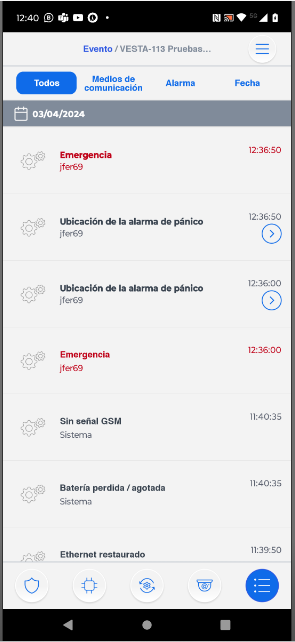 12:40
Evento / VESTA-113 Pruebas...
Todos
Medios de
comunicación
Alarma
Fecha
03/04/2024
Emergencia
12:36:50
jfer69
Ubicación de la alarma de pánico
12:36:50
jfer69
Ubicación de la alarma de pánico
12:36:00
jfer69
Emergencia
12:36:00
jfer69
Sin señal GSM
11:40:35
Sistema
Batería perdida / agotada
11:40:35
Sistema
Ethernet restaurado
11:39:50